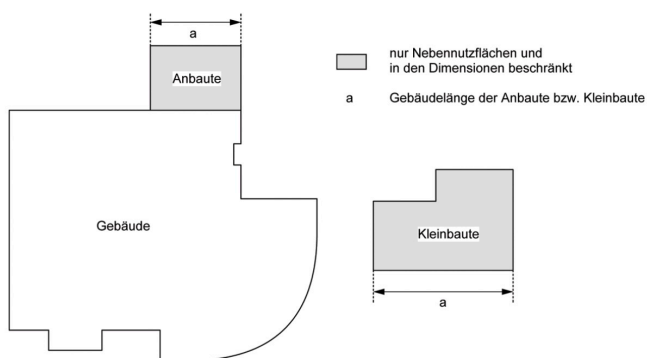 a
Anbaute
nur Nebennutzflächen und
in den Dimensionen beschränkt
a Gebäudelänge der Anbaute bzw. Kleinbaute
Gebäude
Kleinbaute
a